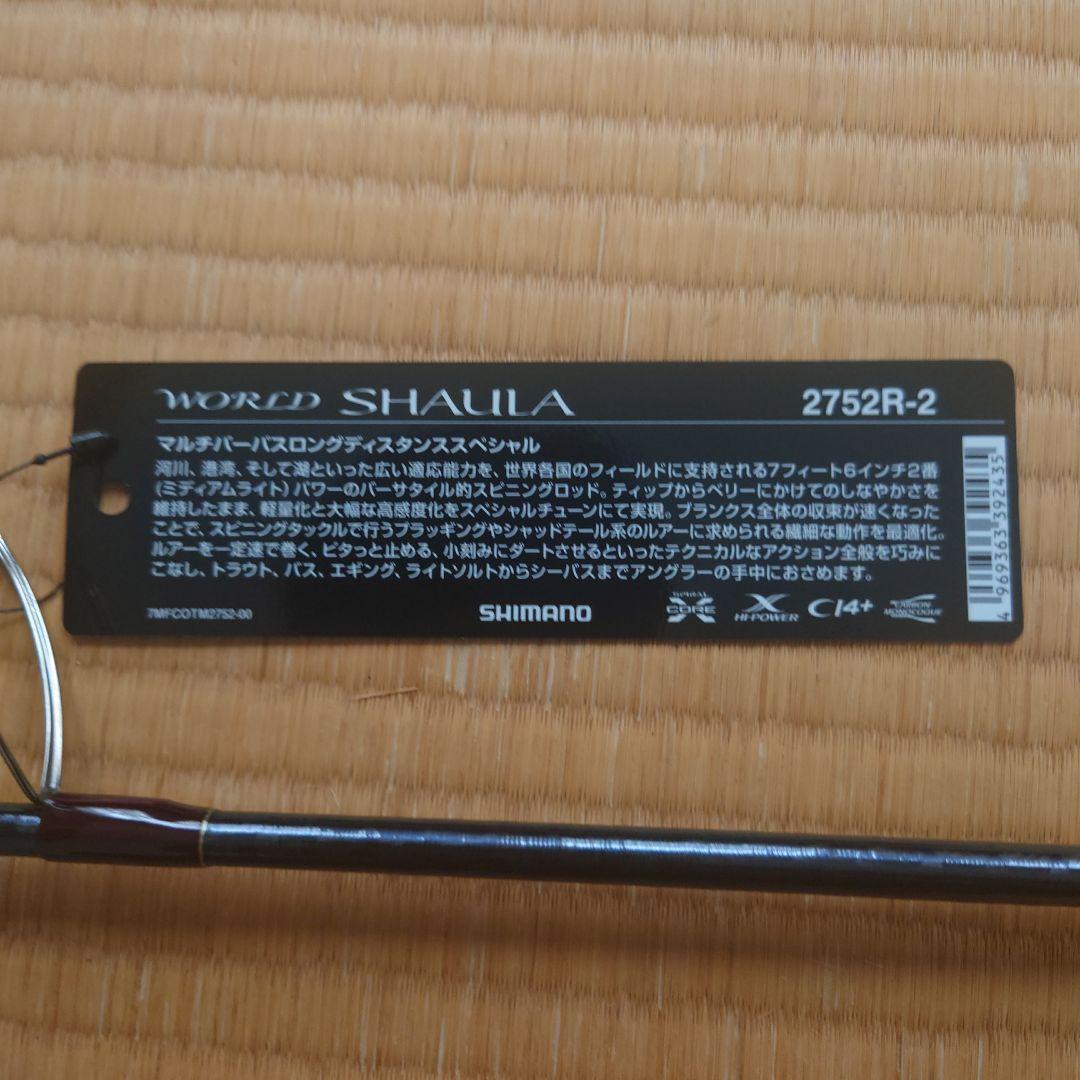 WORLD SHAULA 2752R-2
マルチパーパスロングディスタンススペシャル
河川、港湾、そして湖といった広い適応能力を、世界各国のフィールドに支持される7フィート6インチ2番
(ミディアムライト)パワーのバーサタイル的スピニングロッド。ティップからベリーにかけてのしなやかさを
維持したまま、軽量化と大幅な高感度化をスペシャルチューンにて実現。ブランクス全体の収束が速くなった
ことで、スピニングタックルで行うプラッギングやシャッドテール系のルアーに求められる繊細な動作を最適化。
ルアーを一定速で巻く、ピタっと止める、小刻みにダートさせるといったテクニカルなアクション全般を巧みに
こなし、トラウト、バス、エギング、ライトソルトからシーバスまでアングラーの手中におさめます。
7MFCOTM2752-00
SHIMANO
SPIRAL X CORE
X HI-POWER
CI4+
CARBON MONOCOQUE
4 969363 392435